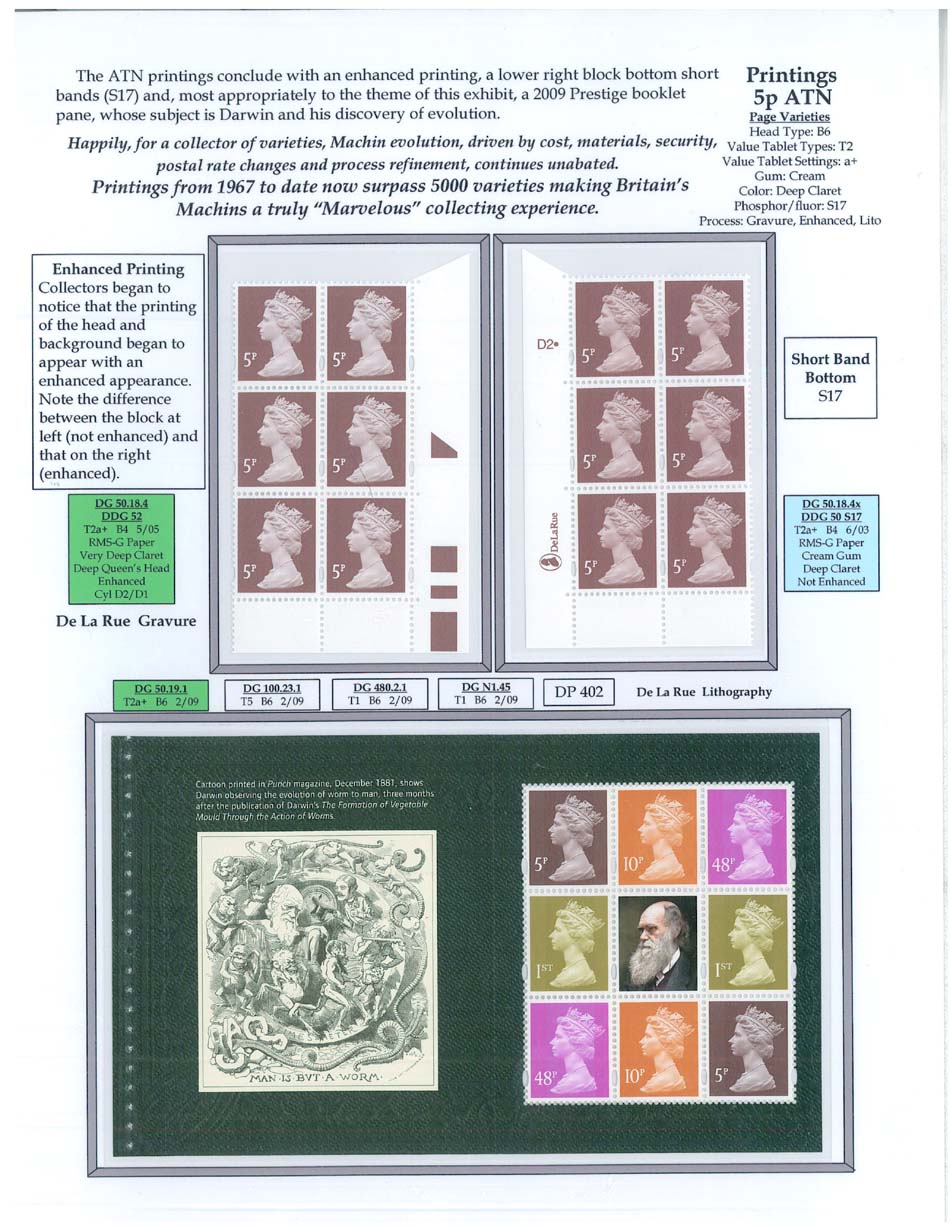 The ATN printings conclude with an enhanced printing, a lower right block bottom short
bands (S17) and, most appropriately to the theme of this exhibit, a 2009 Prestige booklet
pane, whose subject is Darwin and his discovery of evolution.
Happily, for a collector of varieties, Machin evolution, driven by cost, materials, security,
postal rate changes and process refinement, continues unabated.
Printings from 1967 to date now surpass 5000 varieties making Britain's
Machins a truly "Marvelous" collecting experience.
Printings
5p ATN
Page Varieties
Head Type: B6
Value Tablet Types: T2
Value Tablet Settings: a+
Gum: Cream
Color: Deep Claret
Phosphor/fluor: S17
Process: Gravure, Enhanced, Lito
Enhanced Printing
Collectors began to
notice that the printing
of the head and
background began to
appear with an
enhanced appearance.
Note the difference
between the block at
left (not enhanced) and
that on the right
(enhanced).
DG 50.18.4
DDG 52
T2a+ B4 5/05
RMS-G Paper
Very Deep Claret
Deep Queen's Head
Enhanced
Cyl D2/D1
De La Rue Gravure
5P 5P
5P 5P
5P 5P
D2
DeLaRue
5P 5P
5P 5P
5P 5P
Short Band
Bottom
S17
DG 50.18.4x
DDG 50 S17
T2a+ B4 6/03
RMS-G Paper
Cream Gum
Deep Claret
Not Enhanced
DG 50.19.1
T2a+ B6 2/09
DG 100.23.1
T5 B6 2/09
DG 480.2.1
T1 B6 2/09
DG N1.45
T1 B6 2/09
DP 402
De La Rue Lithography
Cartoon printed in Punch magazine, December 1881, shows
Darwin observing the evolution of worm to man, three months
after the publication of Darwin's The Formation of Vegetable
Mould Through the Action of Worms.
MAN·IS·BVT·A·WORM·
5P 10P 48P
1ST 1ST
48P 10P 5P